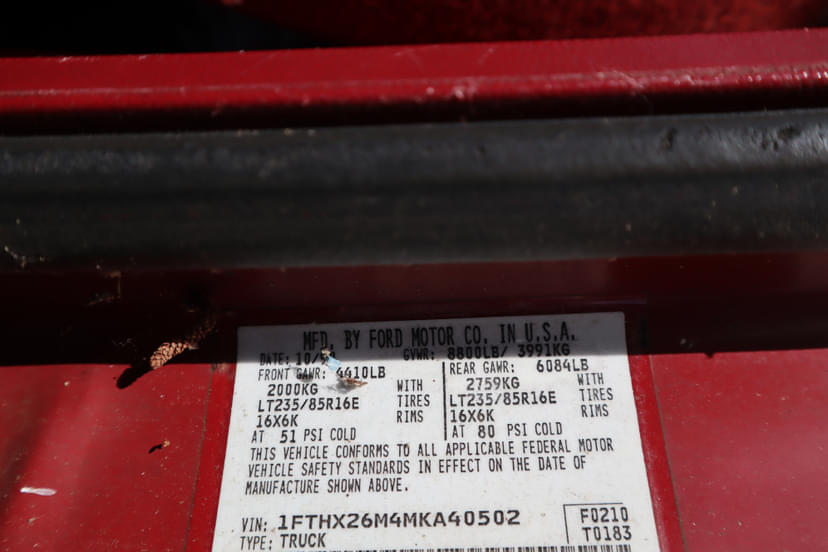 MFD. BY FORD MOTOR CO. IN U.S.A.
DATE: 10/ GVWR: 8800LB/ 3991KG
FRONT GAWR: 4410LB REAR GAWR: 6084LB
2000KG WITH 2759KG WITH
LT235/85R16E TIRES LT235/85R16E TIRES
16X6K RIMS 16X6K RIMS
AT 51 PSI COLD AT 80 PSI COLD
THIS VEHICLE CONFORMS TO ALL APPLICABLE FEDERAL MOTOR
VEHICLE SAFETY STANDARDS IN EFFECT ON THE DATE OF
MANUFACTURE SHOWN ABOVE.
VIN: 1FTHX26M4MKA40502 F0210
TYPE: TRUCK T0183